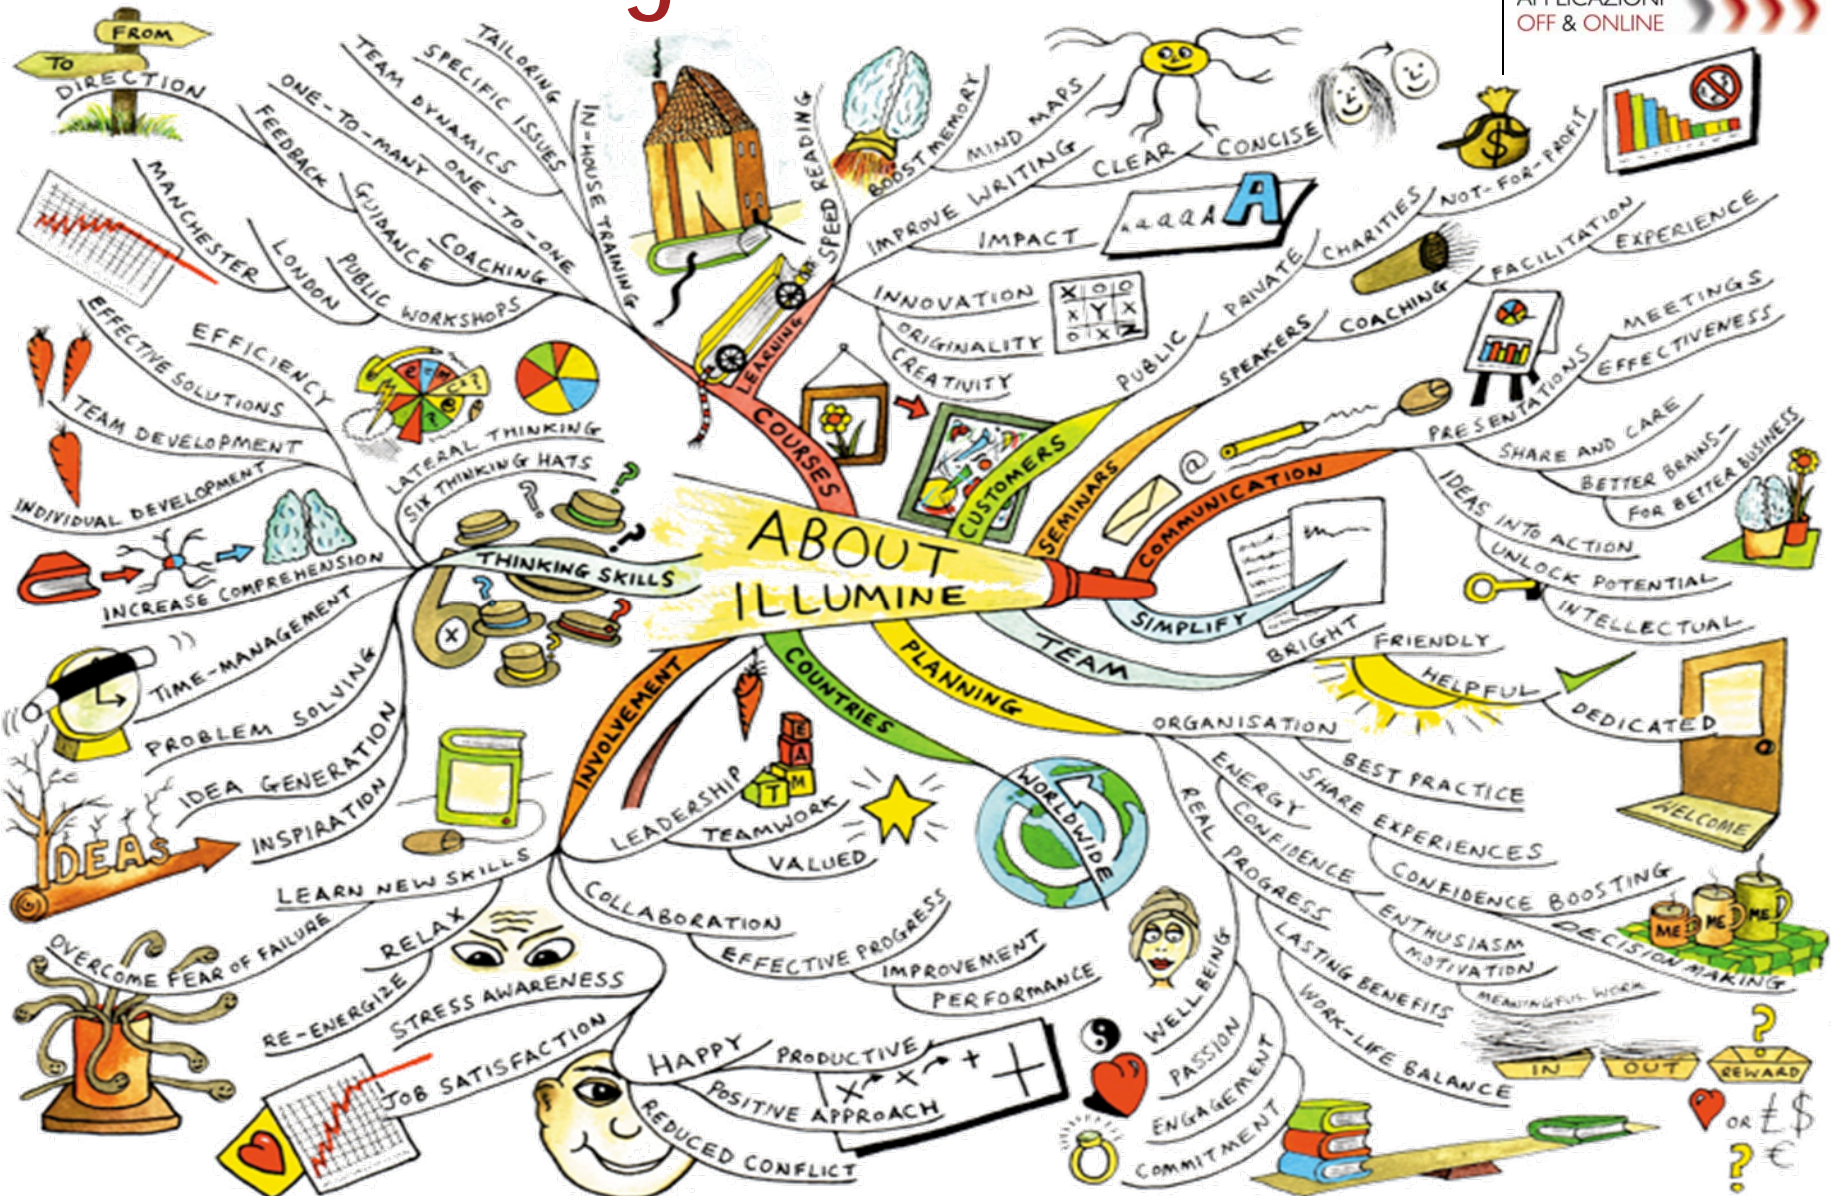 APPLICAZIONI
OFF & ONLINE
FROM
TO
DIRECTION
FEEDBACK
ONE-TO-MANY
ONE-TO-ONE
TEAM DYNAMICS
SPECIFIC ISSUES
TAILORING
IN-HOUSE TRAINING
GUIDANCE
COACHING
MANCHESTER
LONDON
PUBLIC WORKSHOPS
N
SPEED READING
BOOST MEMORY
MIND MAPS
IMPROVE WRITING
CLEAR
CONCISE
IMPACT
a a a a A A
INNOVATION
ORIGINALITY
CREATIVITY
X O O
X Y X
O X Z
LEARNING
COURSES
CUSTOMERS
PUBLIC
PRIVATE
CHARITIES
NOT-FOR-PROFIT
$
SEMINARS
SPEAKERS
COACHING
FACILITATION
EXPERIENCE
COMMUNICATION
@
PRESENTATIONS
MEETINGS
EFFECTIVENESS
SHARE AND CARE
BETTER BRAINS-
FOR BETTER BUSINESS
IDEAS INTO ACTION
UNLOCK POTENTIAL
INTELLECTUAL
SIMPLIFY
TEAM
BRIGHT
FRIENDLY
HELPFUL
DEDICATED
WELCOME
ABOUT
ILLUMINE
THINKING SKILLS
6
X
LATERAL THINKING
SIX THINKING HATS
EFFICIENCY
EFFECTIVE SOLUTIONS
TEAM DEVELOPMENT
INDIVIDUAL DEVELOPMENT
INCREASE COMPREHENSION
TIME-MANAGEMENT
PROBLEM SOLVING
IDEA GENERATION
INSPIRATION
IDEAS
INVOLVEMENT
LEADERSHIP
TEAMWORK
VALUED
TEAM
LEARN NEW SKILLS
OVERCOME FEAR OF FAILURE
RELAX
RE-ENERGIZE
STRESS AWARENESS
JOB SATISFACTION
COLLABORATION
EFFECTIVE PROGRESS
IMPROVEMENT
PERFORMANCE
HAPPY
PRODUCTIVE
POSITIVE APPROACH
REDUCED CONFLICT
COUNTRIES
WORLDWIDE
PLANNING
ORGANISATION
BEST PRACTICE
SHARE EXPERIENCES
CONFIDENCE BOOSTING
DECISION MAKING
ENERGY
CONFIDENCE
ENTHUSIASM
MOTIVATION
MEANINGFUL WORK
REAL PROGRESS
LASTING BENEFITS
WORK-LIFE BALANCE
WELL BEING
PASSION
ENGAGEMENT
COMMITMENT
ME
ME
ME
IN
OUT
REWARD
?
OR £ $
€
?